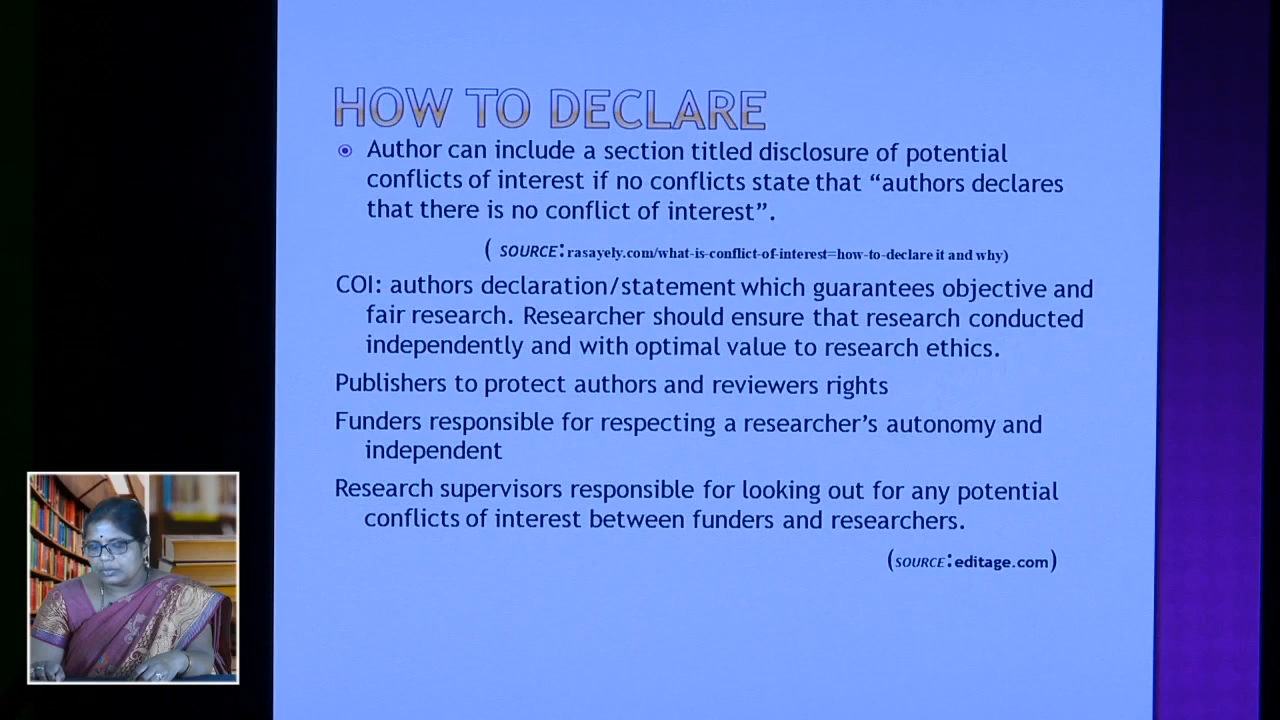 HOW TO DECLARE
Author can include a section titled disclosure of potential
conflicts of interest if no conflicts state that “authors declares
that there is no conflict of interest”.
( SOURCE:rasayely.com/what-is-conflict-of-interest=how-to-declare it and why)
COI: authors declaration/statement which guarantees objective and
fair research. Researcher should ensure that research conducted
independently and with optimal value to research ethics.
Publishers to protect authors and reviewers rights
Funders responsible for respecting a researcher’s autonomy and
independent
Research supervisors responsible for looking out for any potential
conflicts of interest between funders and researchers.
(SOURCE:editage.com)